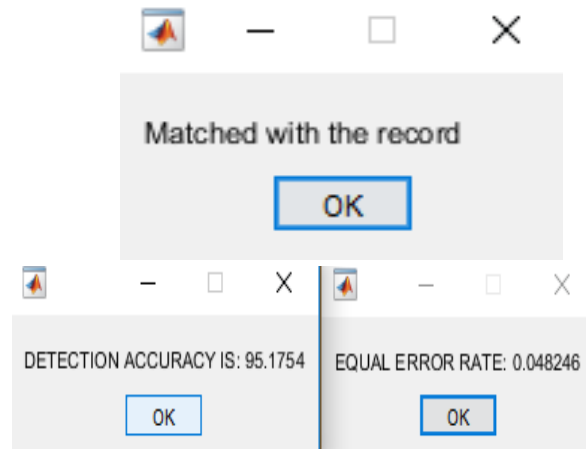 Matched with the record
OK
DETECTION ACCURACY IS: 95.1754
OK
EQUAL ERROR RATE: 0.048246
OK